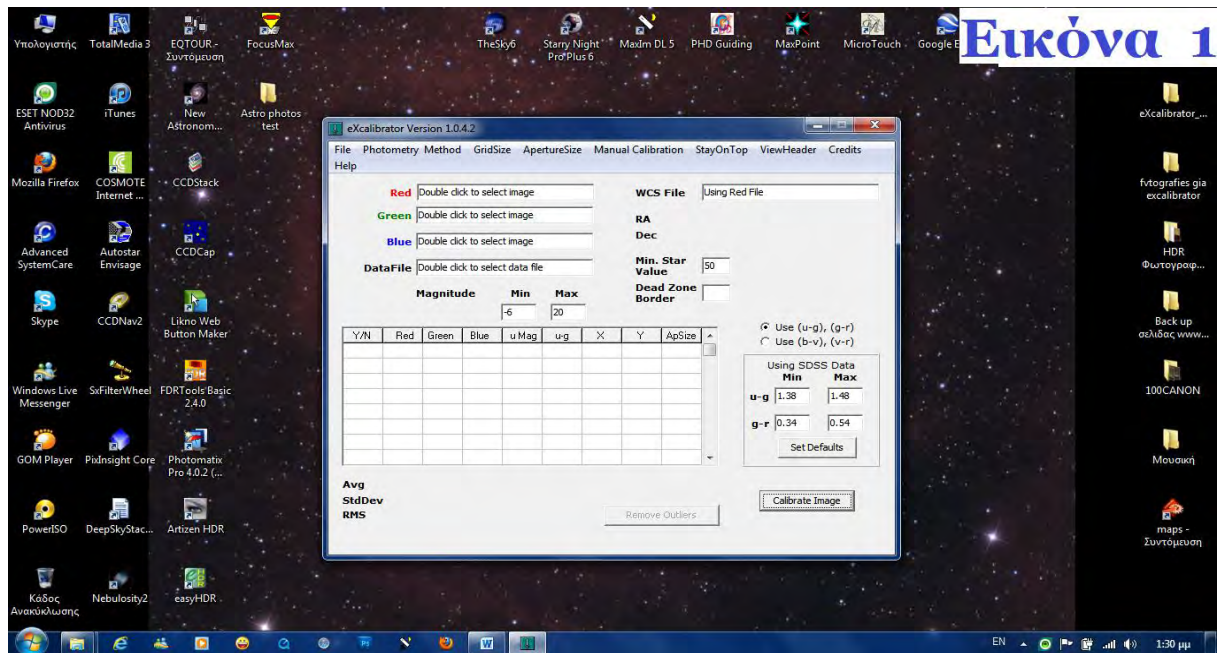 Εικόνα 1
Υπολογιστής
TotalMedia 3
EQTOUR - Συντόμευση
FocusMax
TheSky6
Starry Night Pro Plus 6
MaxIm DL 5
PHD Guiding
MaxPoint
MicroTouch
Google E
ESET NOD32 Antivirus
iTunes
New Astronom...
Astro photos test
eXcalibrator_...
Mozilla Firefox
COSMOTE Internet ...
CCDStack
fvtografies gia excalibrator
Advanced SystemCare
Autostar Envisage
CCDCap
HDR Φωτογραφ...
Skype
CCDNav2
Likno Web Button Maker
Back up σελιδας www...
Windows Live Messenger
SxFilterWheel
FDRTools Basic 2.4.0
100CANON
GOM Player
PixInsight Core
Photomatix Pro 4.0.2 (...
Μουσική
PowerISO
DeepSkyStac...
Artizen HDR
maps - Συντόμευση
Κάδος Ανακύκλωσης
Nebulosity2
easyHDR
eXcalibrator Version 1.0.4.2
File Photometry Method GridSize ApertureSize Manual Calibration StayOnTop ViewHeader Credits
Help
Red Double click to select image
WCS File Using Red File
Green Double click to select image
RA
Blue Double click to select image
Dec
DataFile Double click to select data file
Min. Star Value 50
Magnitude Min Max
-6 20
Dead Zone Border
Y/N Red Green Blue u Mag u-g X Y ApSize
Use (u-g), (g-r)
Use (b-v), (v-r)
Using SDSS Data
Min Max
u-g 1.38 1.48
g-r 0.34 0.54
Set Defaults
Avg
StdDev
RMS
Remove Outliers
Calibrate Image
EN
1:30 μμ